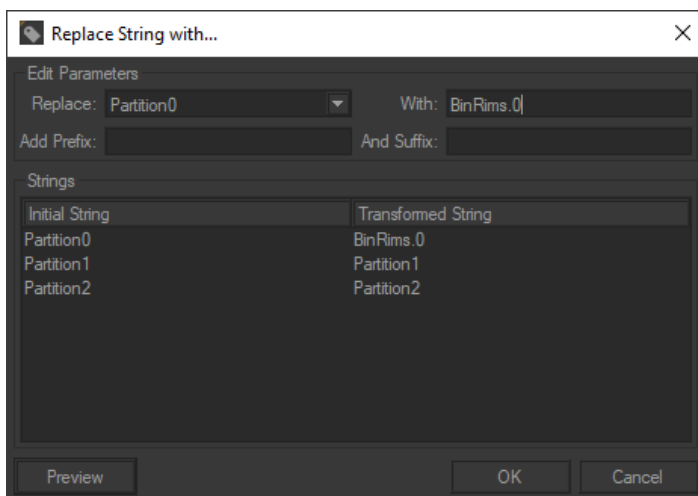 Replace String with...
Edit Parameters
Replace: Partition0 With: BinRims.0
Add Prefix: And Suffix:
Strings
Initial String Transformed String
Partition0 BinRims.0
Partition1 Partition1
Partition2 Partition2
Preview OK Cancel